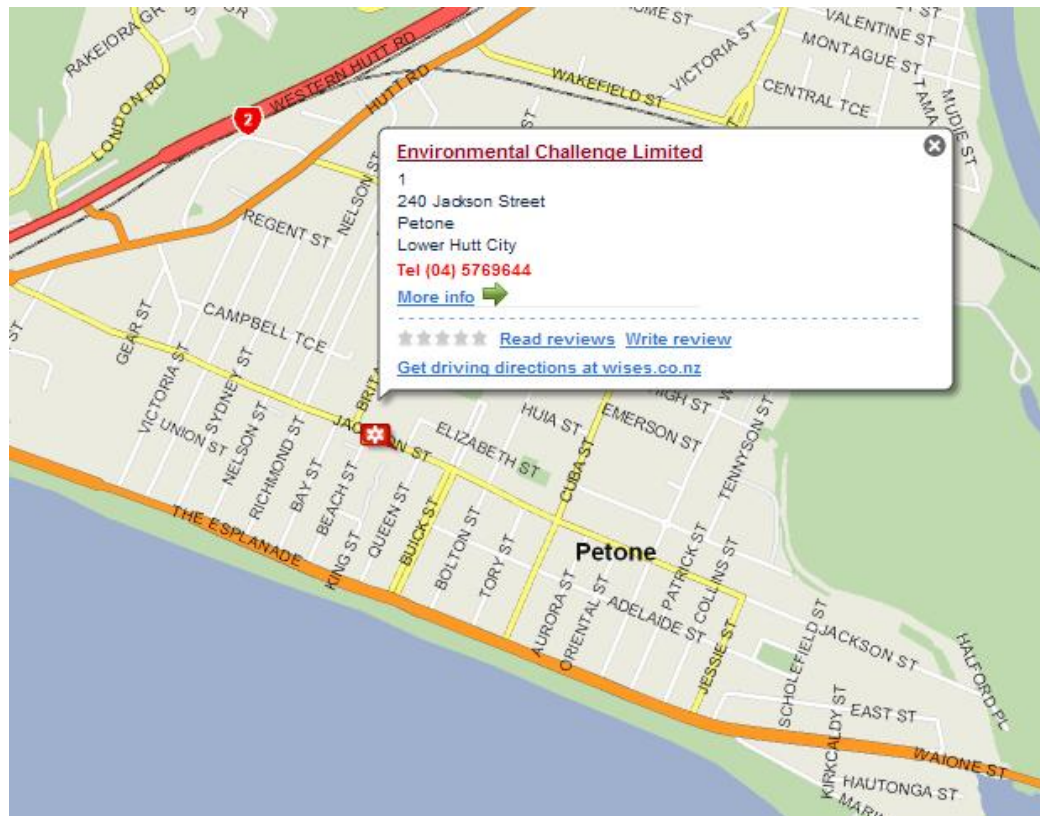 RAKEIORA GR
LONDON RD
WESTERN HUTT RD
HUTT RD
2
WAKEFIELD ST
VICTORIA ST
VALENTINE ST
MONTAGUE ST
CENTRAL TCE
MUDIE ST
Environmental Challenge Limited
1
240 Jackson Street
Petone
Lower Hutt City
Tel (04) 5769644
More info
Read reviews Write review
Get driving directions at wises.co.nz
NELSON ST
REGENT ST
CAMPBELL TCE
GEAR ST
VICTORIA ST
SYDNEY ST
UNION ST
NELSON ST
RICHMOND ST
BAY ST
BEACH ST
KING ST
QUEEN ST
BUICK ST
ELIZABETH ST
HUIA ST
EMERSON ST
CUBA ST
TENNYSON ST
BOLTON ST
TORY ST
Petone
THE ESPLANADE
AURORA ST
ORIENTAL ST
ADELAIDE ST
PATRICK ST
COLLINS ST
JESSIE ST
SCHOLEFIELD ST
JACKSON ST
HALFORD PL
EAST ST
KIRKCALDY ST
WAIONE ST
HAUTONGA ST